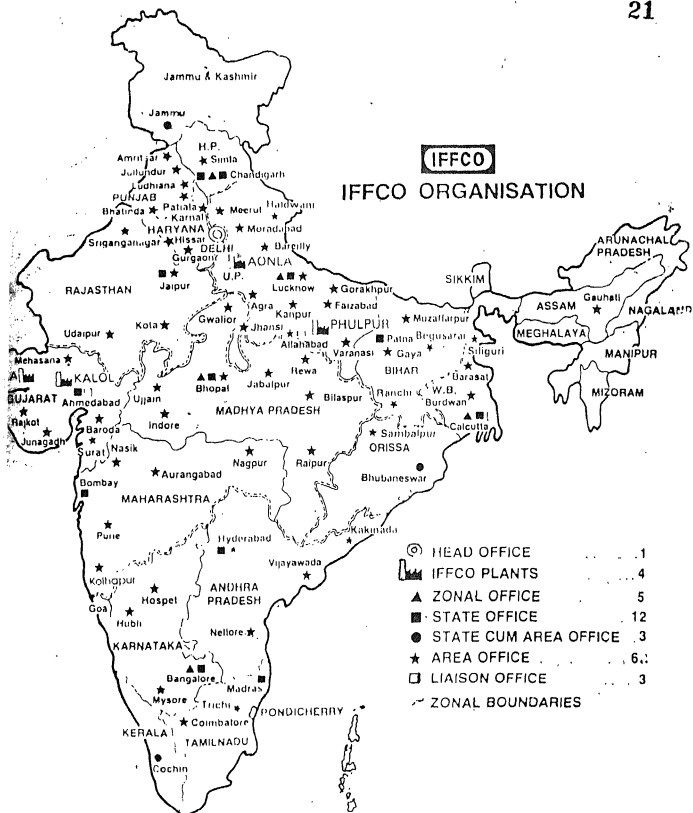 21
IFFCO
IFFCO ORGANISATION
Jammu & Kashmir
Jammu
H.P.
Amritsar
Simla
Jullundur
Chandigarh
Ludhiana
PUNJAB
Patiala
Haldwani
Bhatinda
Karnal
Meerut
HARYANA
Moradabad
Sriganganagar
Hissar
DELHI
Bareilly
Gurgaon
AONLA
ARUNACHAL
PRADESH
SIKKIM
RAJASTHAN
Jaipur
U.P.
Lucknow
Gorakhpur
ASSAM
Gauhati
NAGALAND
Agra
Faizabad
Kanpur
Gwalior
Muzaffarpur
MEGHALAYA
Udaipur
Kota
Jhansi
PHULPUR
Patna
Begusarai
Siliguri
MANIPUR
Allahabad
Varanasi
Gaya
BIHAR
Mehasana
Rewa
Barasat
MIZORAM
A
KALOL
Bhopal
Jabalpur
Ranchi
W.B.
Burdwan
GUJARAT
Ahmedabad
Ujjain
Bilaspur
MADHYA PRADESH
Calcutta
Rajkot
Baroda
Indore
Sambalpur
Junagadh
Surat
Nasik
Nagpur
Raipur
ORISSA
Aurangabad
Bhubaneswar
Bombay
MAHARASHTRA
Pune
Hyderabad
Kakinada
Kolhapur
Vijayawada
Goa
Hospet
ANDHRA
PRADESH
Hubli
Nellore
KARNATAKA
Bangalore
Madras
Mysore
Trichi
PONDICHERRY
Coimbalore
KERALA
TAMILNADU
Cochin
HEAD OFFICE .. . .1
IFFCO PLANTS ....4
ZONAL OFFICE 5
STATE OFFICE 12
STATE CUM AREA OFFICE .3
AREA OFFICE
LIAISON OFFICE 3
ZONAL BOUNDARIES